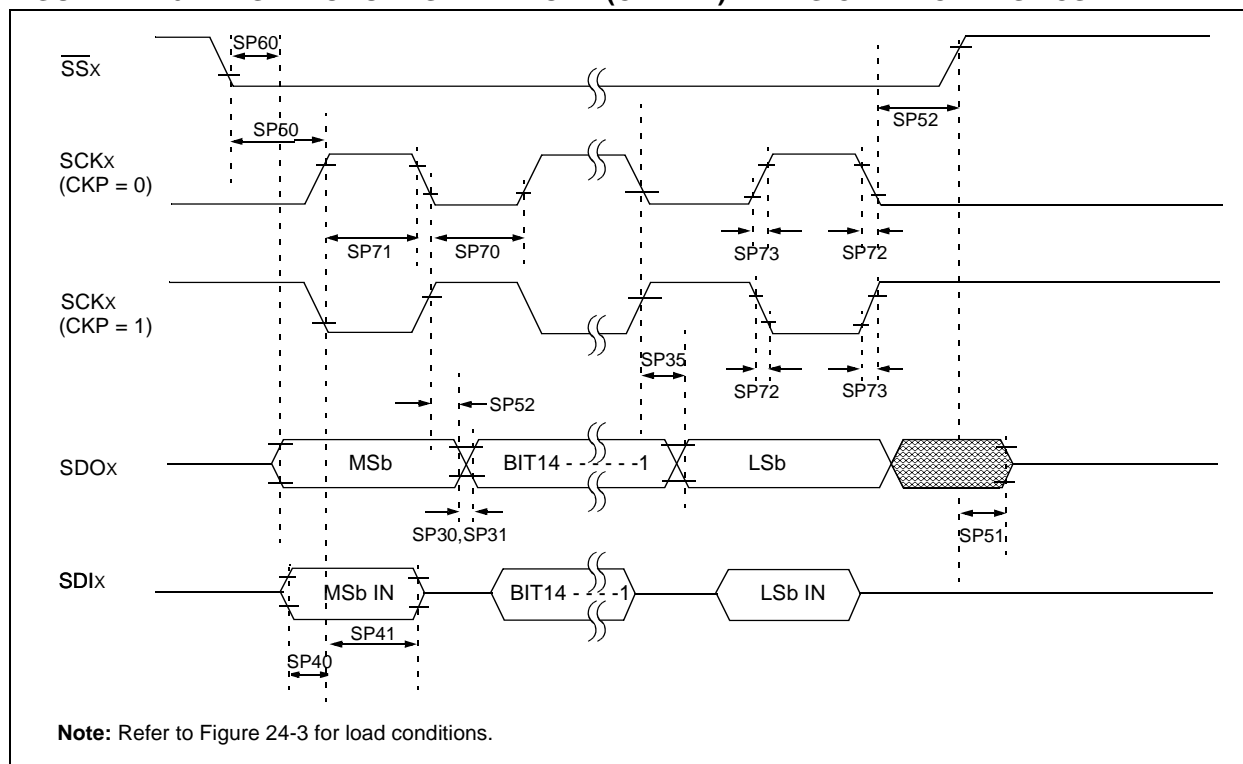 SP60
SSX
SP50
SP52
SCKX
(CKP = 0)
SP71
SP70
SP73
SP72
SCKX
(CKP = 1)
SP35
SP72
SP73
SP52
SDOX
MSb
BIT14 - - - - - -1
LSb
SP30,SP31
SP51
SDIX
MSb IN
BIT14 - - - -1
LSb IN
SP41
SP40
Note: Refer to Figure 24-3 for load conditions.